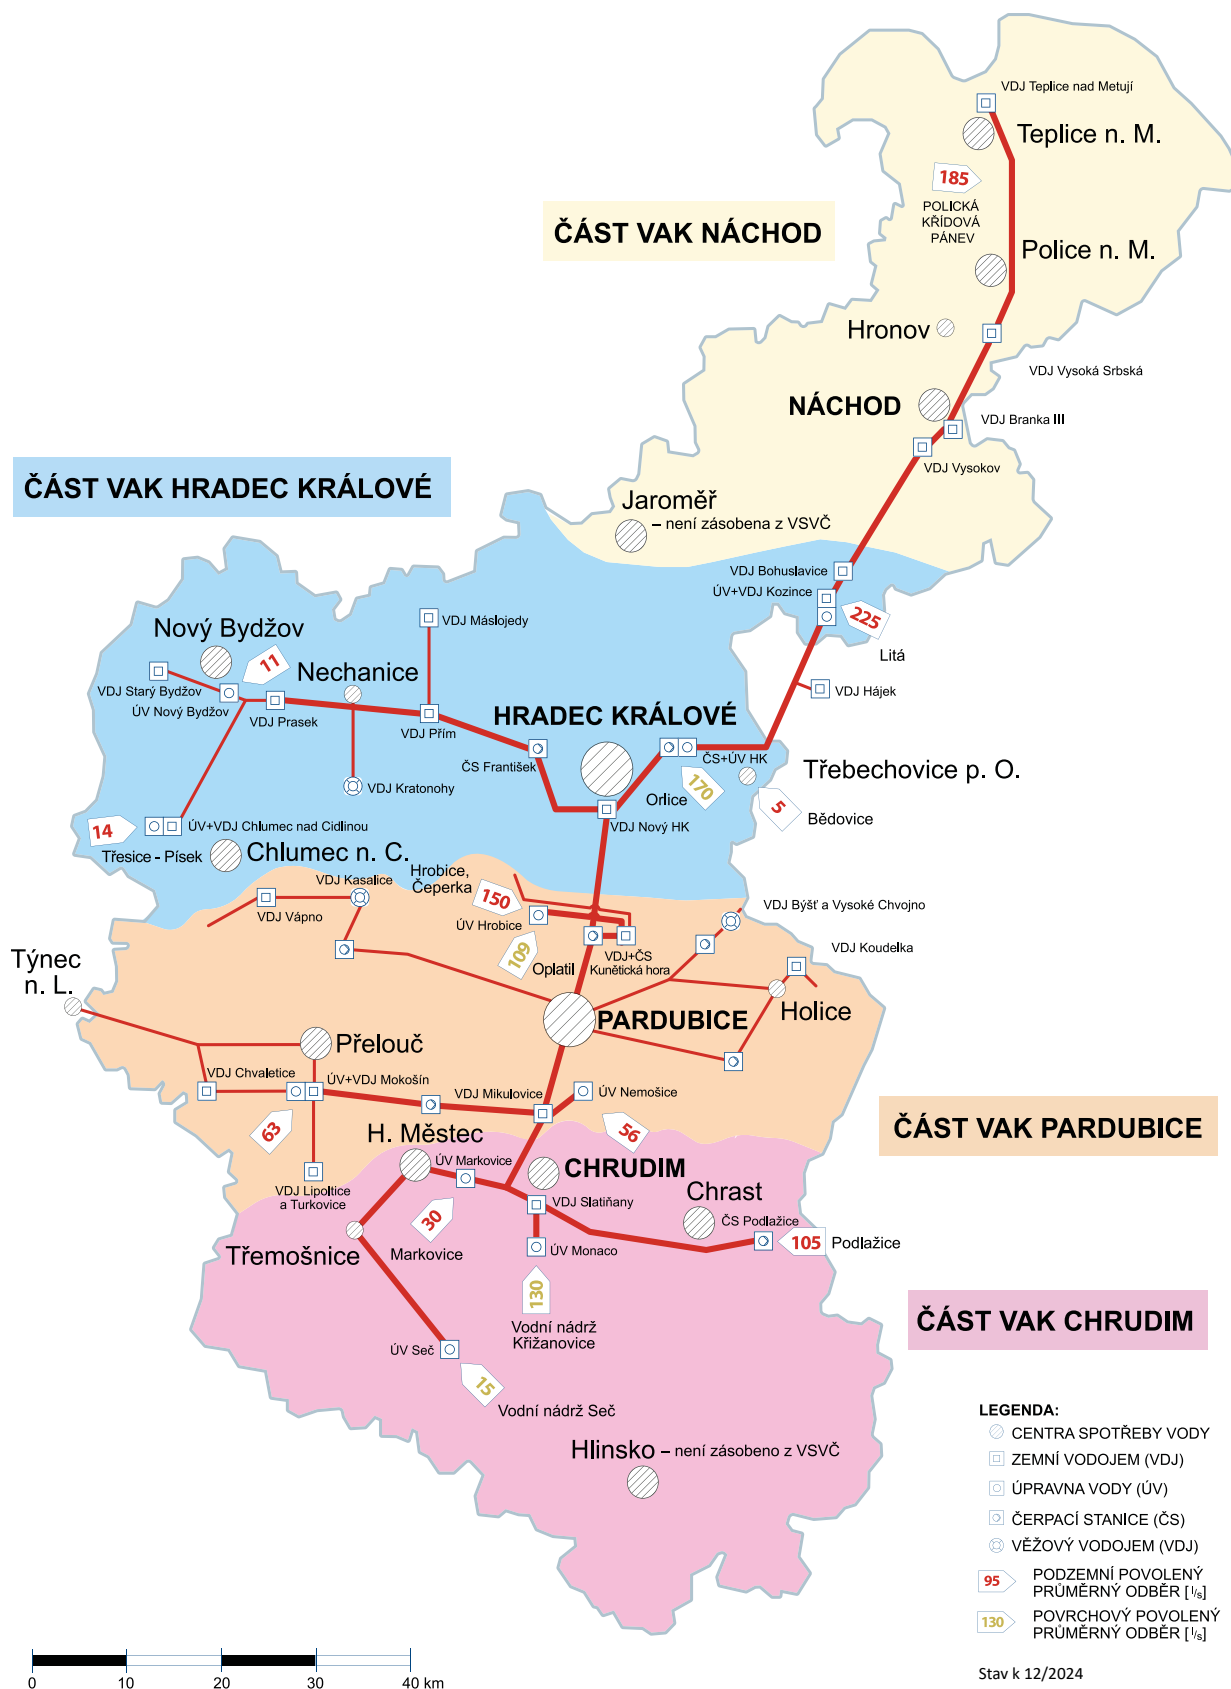 VDJ Teplice nad Metují
Teplice n. M.
185
POLICKÁ
KŘÍDOVÁ
PÁNEV
ČÁST VAK NÁCHOD
Police n. M.
Hronov
VDJ Vysoká Srbská
NÁCHOD
VDJ Branka III
VDJ Vysokov
ČÁST VAK HRADEC KRÁLOVÉ
Jaroměř
– není zásobena z VSVČ
VDJ Bohuslavice
ÚV+VDJ Kozince
225
Litá
VDJ Máslojedy
Nový Bydžov
11
Nechanice
VDJ Starý Bydžov
ÚV Nový Bydžov
VDJ Prasek
VDJ Přím
VDJ Hájek
HRADEC KRÁLOVÉ
ČS František
ČS+ÚV HK
Třebechovice p. O.
VDJ Kratonohy
Orlice
170
5
Bědovice
VDJ Nový HK
14
ÚV+VDJ Chlumec nad Cidlinou
Třesice - Písek
Chlumec n. C.
Hrobice,
Čeperka
VDJ Kasalice
150
VDJ Vápno
ÚV Hrobice
VDJ Býšť a Vysoké Chvojno
109
Oplatil
VDJ+ČS
Kunětická hora
VDJ Koudelka
Týnec
n. L.
Holice
PARDUBICE
Přelouč
VDJ Chvaletice
ÚV+VDJ Mokošín
VDJ Mikulovice
ÚV Nemošice
63
56
ČÁST VAK PARDUBICE
H. Městec
ÚV Markovice
CHRUDIM
VDJ Lipoltice
a Turkovice
VDJ Slatiňany
Chrast
ČS Podlažice
30
Markovice
105
Podlažice
Třemošnice
ÚV Monaco
130
Vodní nádrž
Křižanovice
ČÁST VAK CHRUDIM
ÚV Seč
15
Vodní nádrž Seč
Hlinsko – není zásobeno z VSVČ
LEGENDA:
CENTRA SPOTŘEBY VODY
ZEMNÍ VODOJEM (VDJ)
ÚPRAVNA VODY (ÚV)
ČERPACÍ STANICE (ČS)
VĚŽOVÝ VODOJEM (VDJ)
95
PODZEMNÍ POVOLENÝ
PRŮMĚRNÝ ODBĚR [l/s]
130
POVRCHOVÝ POVOLENÝ
PRŮMĚRNÝ ODBĚR [l/s]
Stav k 12/2024
0 10 20 30 40 km